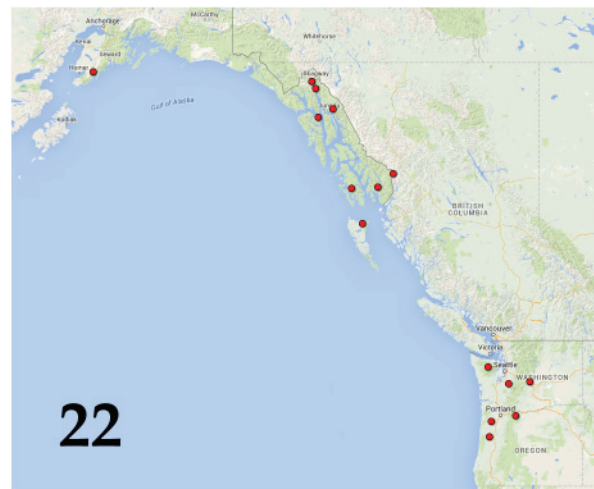 McCarthy
Anchorage
Kenai
Seward
Homer
Whitehorse
Skagway
Juneau
Gulf of Alaska
Kodiak
BRITISH
COLUMBIA
Vancouver
Victoria
Seattle
WASHINGTON
Portland
OREGON
22